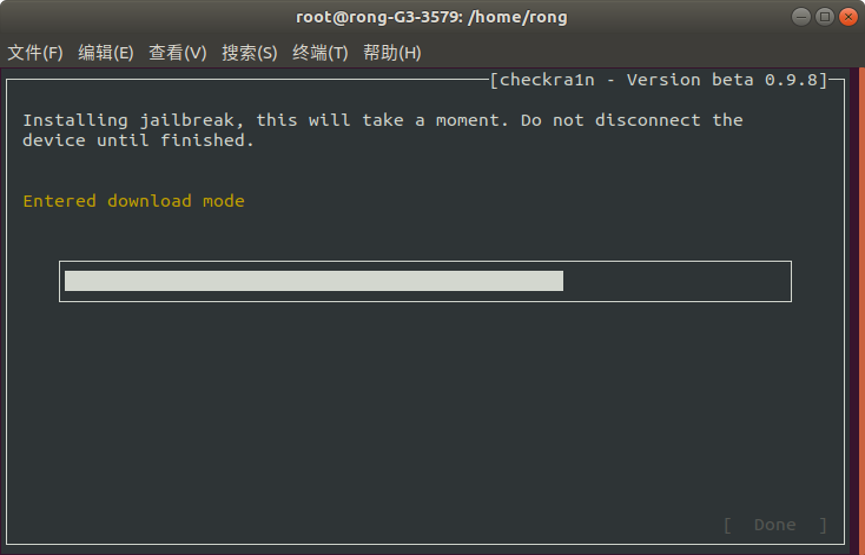 root@rong-G3-3579: /home/rong
文件(F) 编辑(E) 查看(V) 搜索(S) 终端(T) 帮助(H)
[checkra1n - Version beta 0.9.8]
Installing jailbreak, this will take a moment. Do not disconnect the
device until finished.
Entered download mode
[ Done ]